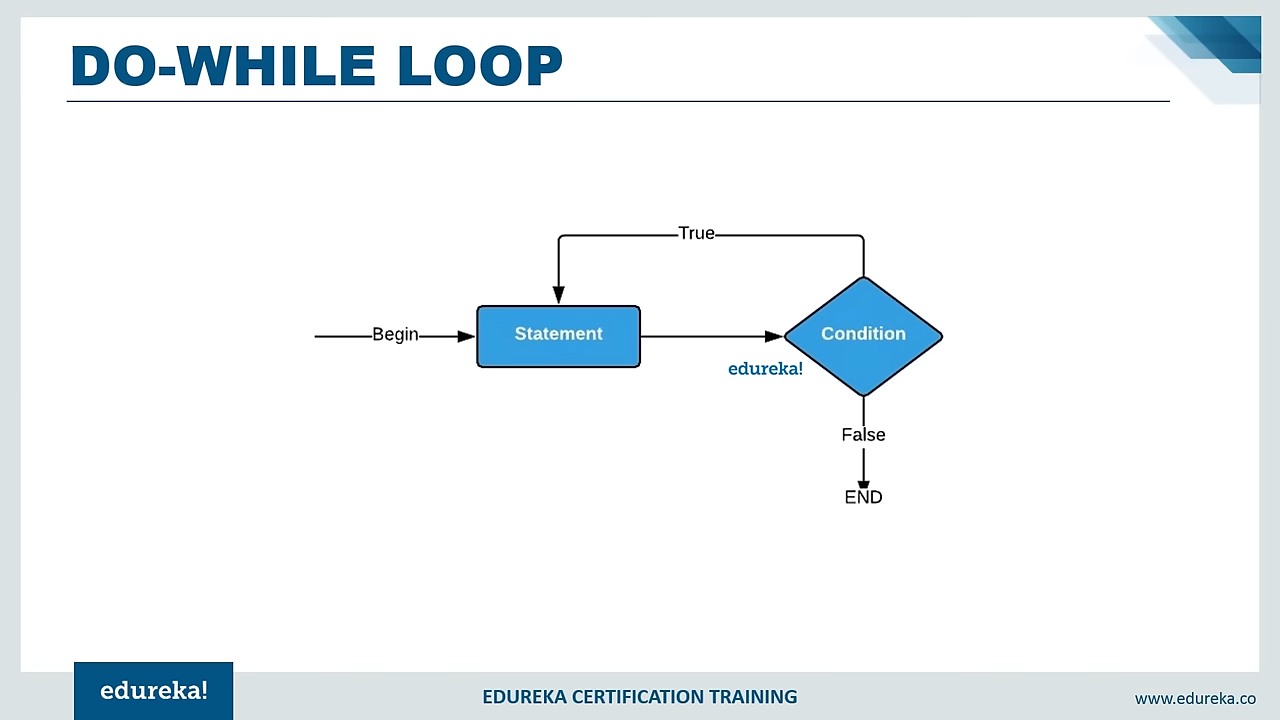 DO-WHILE LOOP
True
Begin
Statement
Condition
edureka!
False
END
edureka!
EDUREKA CERTIFICATION TRAINING
www.edureka.co